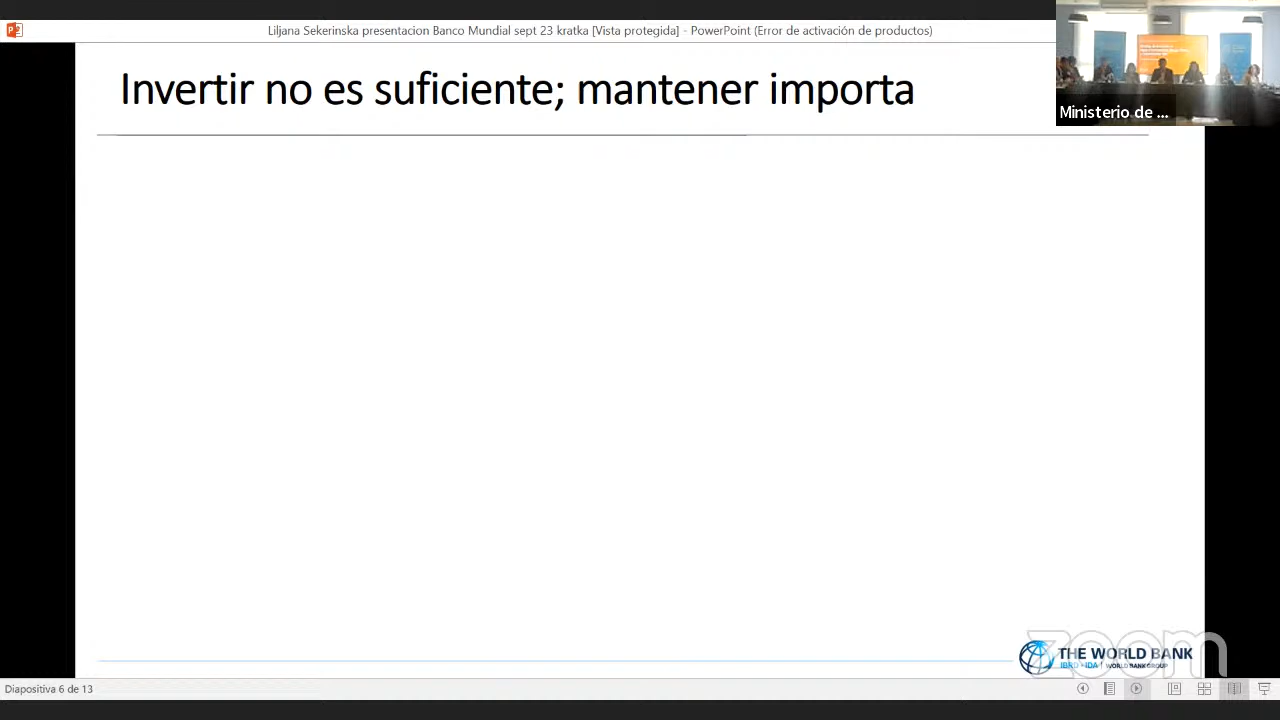 Liljana Sekerinska presentacion Banco Mundial sept 23 kratka [Vista protegida] - PowerPoint (Error de activación de productos)
Invertir no es suficiente; mantener importa
Ministerio de ...
zoom
THE WORLD BANK
IBRD • IDA | WORLD BANK GROUP
Diapositiva 6 de 13